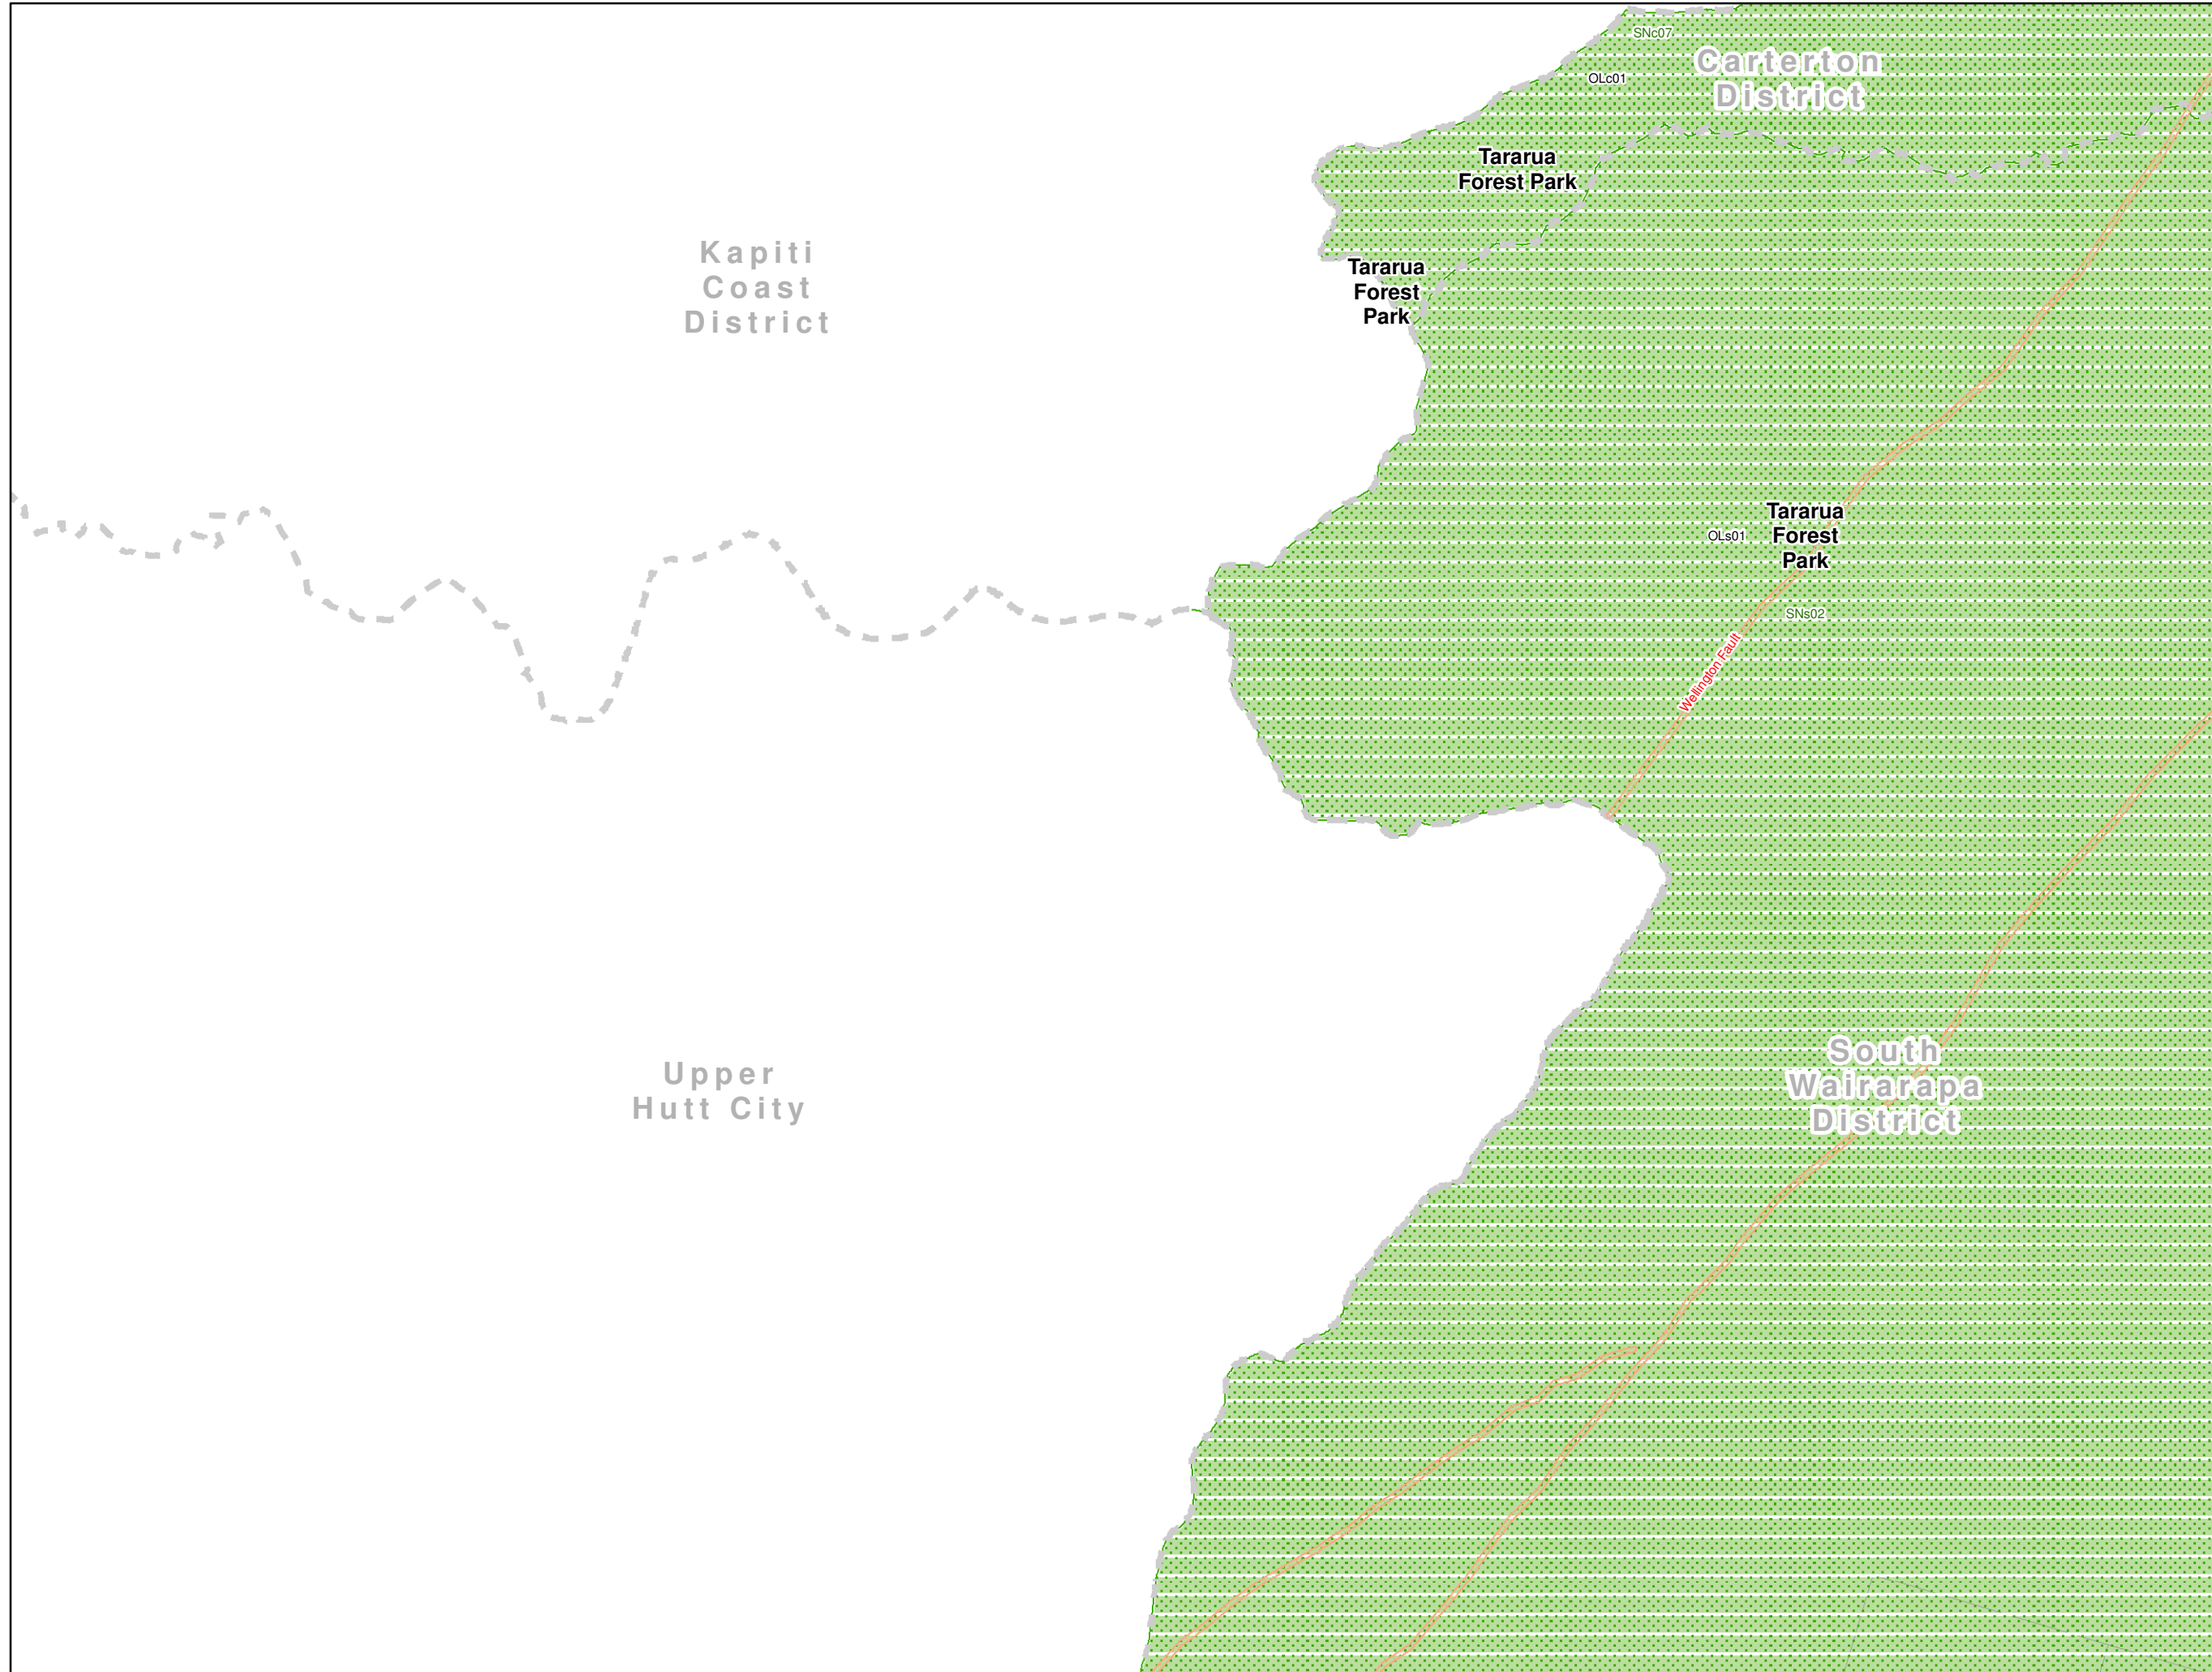 SNc07
Carterton
District
OLc01
Tararua
Forest Park
Kapiti
Coast
District
Tararua
Forest
Park
Tararua
Forest
Park
OLs01
SNs02
Wellington Fault
South
Wairarapa
District
Upper
Hutt City